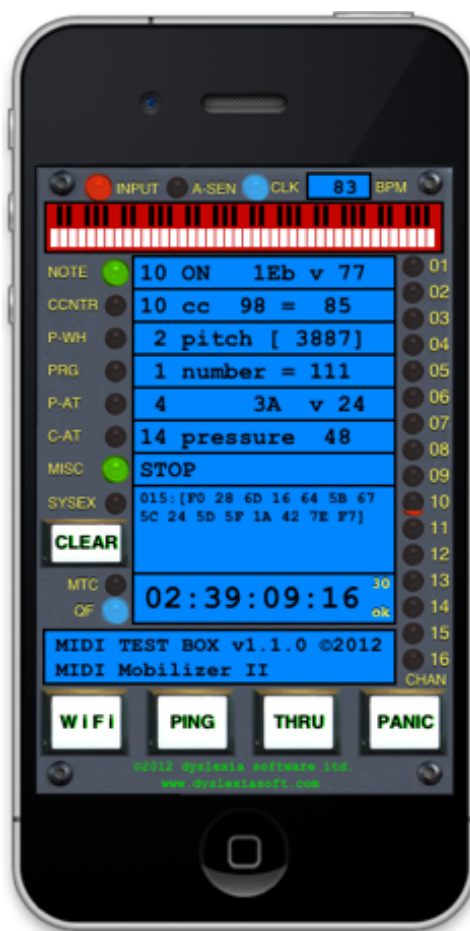 INPUT A-SEN CLK 83 BPM
NOTE 10 ON 1Eb v 77 01
02
CCNTR 10 cc 98 = 85 03
P-WH 2 pitch [ 3887] 04
PRG 1 number = 111 05
06
P-AT 4 3A v 24 07
C-AT 14 pressure 48 08
MISC STOP 09
SYSEX 015:[F0 28 6D 16 64 5B 67 10
5C 24 5D 5F 1A 42 7E F7]
11
CLEAR 12
MTC 02:39:09:16 30 13
QF ok 14
MIDI TEST BOX v1.1.0 ©2012 15
MIDI Mobilizer II 16
CHAN
WiFi PING THRU PANIC
©2012 dyslexia software ltd.
www.dyslexiasoft.com